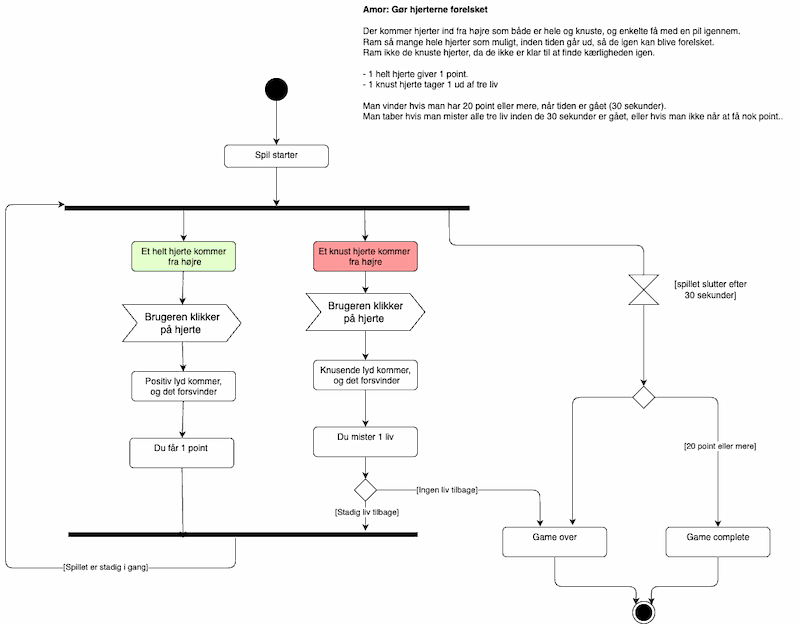 Amor: Gør hjerterne forelsket
Der kommer hjerter ind fra højre som både er hele og knuste, og enkelte få med en pil igennem.
Ram så mange hele hjerter som muligt, inden tiden går ud, så de igen kan blive forelsket.
Ram ikke de knuste hjerter, da de ikke er klar til at finde kærligheden igen.
- 1 helt hjerte giver 1 point.
- 1 knust hjerte tager 1 ud af tre liv
Man vinder hvis man har 20 point eller mere, når tiden er gået (30 sekunder).
Man taber hvis man mister alle tre liv inden de 30 sekunder er gået, eller hvis man ikke når at få nok point..
Spil starter
Et helt hjerte kommer
fra højre
Et knust hjerte kommer
fra højre
[spillet slutter efter
30 sekunder]
Brugeren klikker
på hjerte
Brugeren klikker
på hjerte
Positiv lyd kommer,
og det forsvinder
Knusende lyd kommer,
og det forsvinder
Du får 1 point
Du mister 1 liv
[20 point eller mere]
[Ingen liv tilbage]
[Stadig liv tilbage]
Game over
Game complete
[Spillet er stadig i gang]